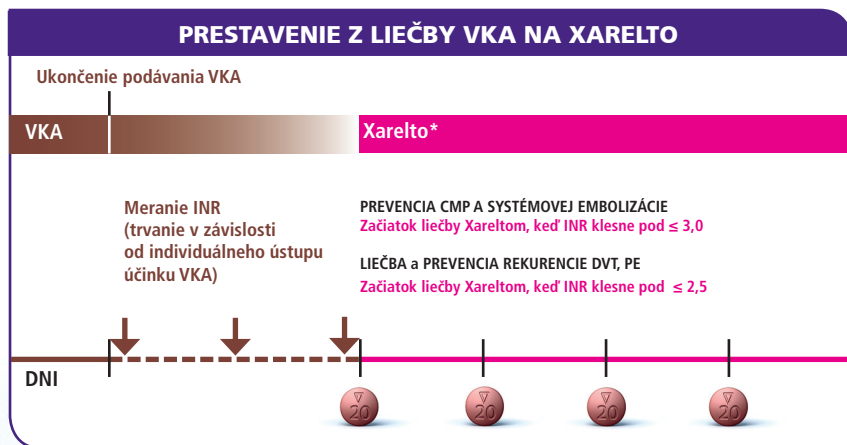 PRESTAVENIE Z LIEČBY VKA NA XARELTO
Ukončenie podávania VKA
VKA
Xarelto*
Meranie INR
(trvanie v závislosti
od individuálneho ústupu
účinku VKA)
PREVENCIA CMP A SYSTÉMOVEJ EMBOLIZÁCIE
Začiatok liečby Xareltom, keď INR klesne pod ≤ 3,0
LIEČBA a PREVENCIA REKURENCIE DVT, PE
Začiatok liečby Xareltom, keď INR klesne pod ≤ 2,5
DNI
20
20
20
20